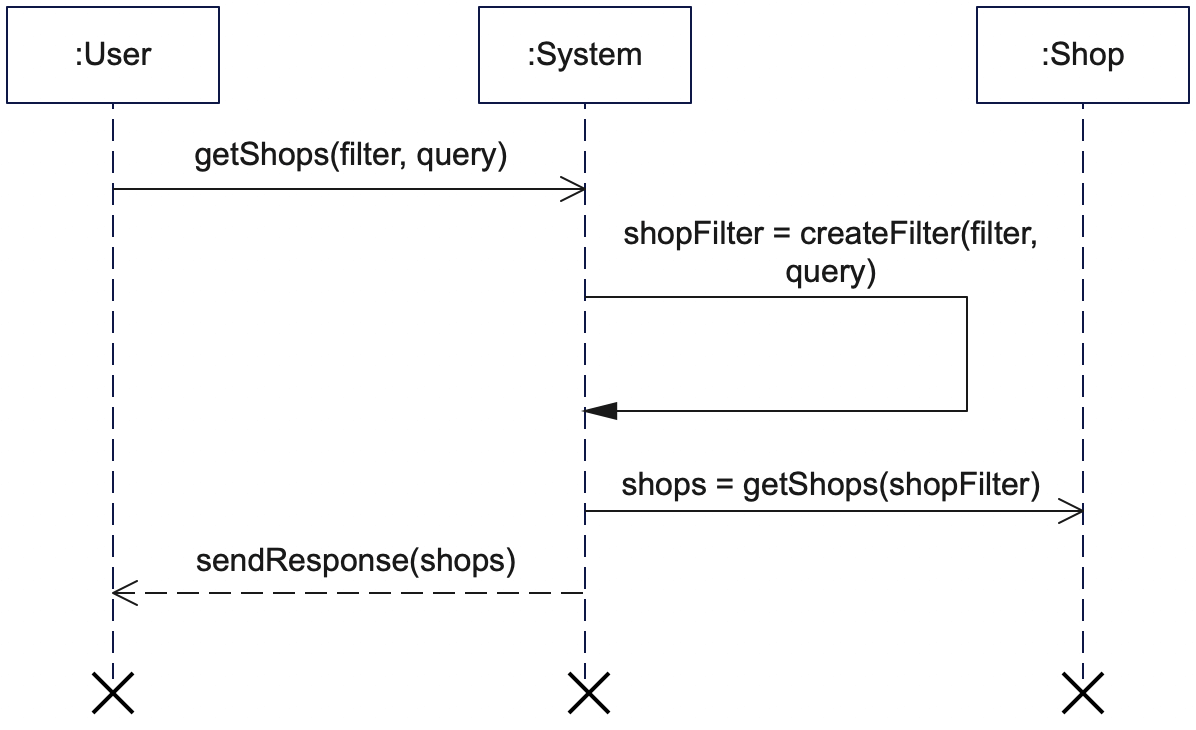 :User
:System
:Shop
getShops(filter, query)
shopFilter = createFilter(filter,
query)
shops = getShops(shopFilter)
sendResponse(shops)